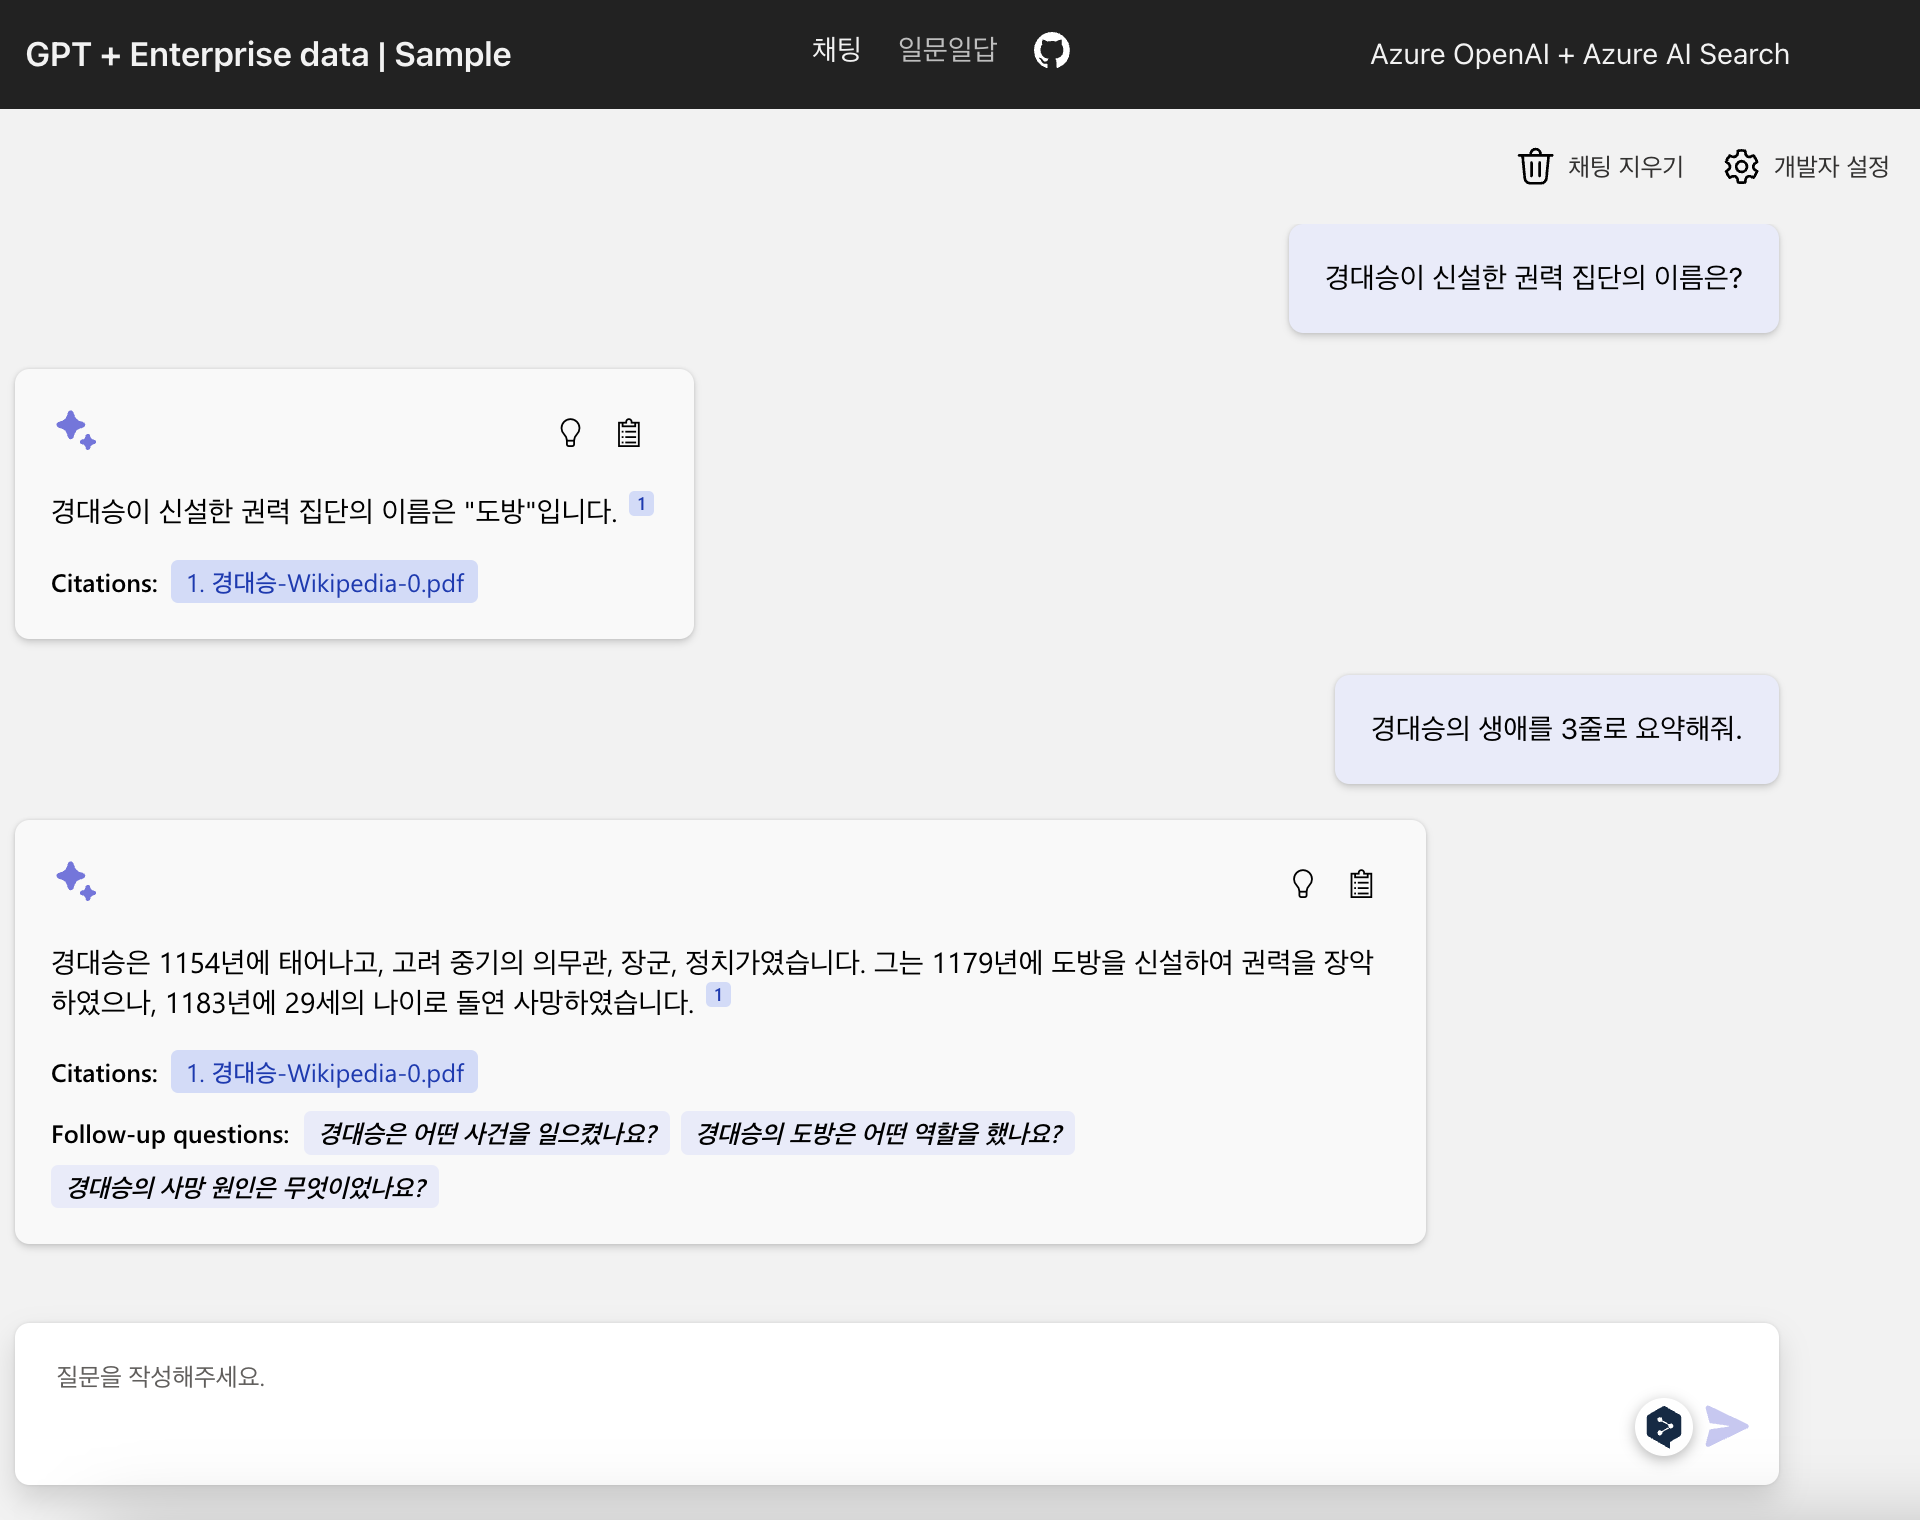 GPT + Enterprise data | Sample
채팅
일문일답
Azure OpenAI + Azure AI Search
채팅 지우기
개발자 설정
경대승이 신설한 권력 집단의 이름은?
경대승이 신설한 권력 집단의 이름은 "도방"입니다. 1
Citations: 1. 경대승-Wikipedia-0.pdf
경대승의 생애를 3줄로 요약해줘.
경대승은 1154년에 태어나고, 고려 중기의 의무관, 장군, 정치가였습니다. 그는 1179년에 도방을 신설하여 권력을 장악
하였으나, 1183년에 29세의 나이로 돌연 사망하였습니다. 1
Citations: 1. 경대승-Wikipedia-0.pdf
Follow-up questions: 경대승은 어떤 사건을 일으켰나요? 경대승의 도방은 어떤 역할을 했나요?
경대승의 사망 원인은 무엇이었나요?
질문을 작성해주세요.